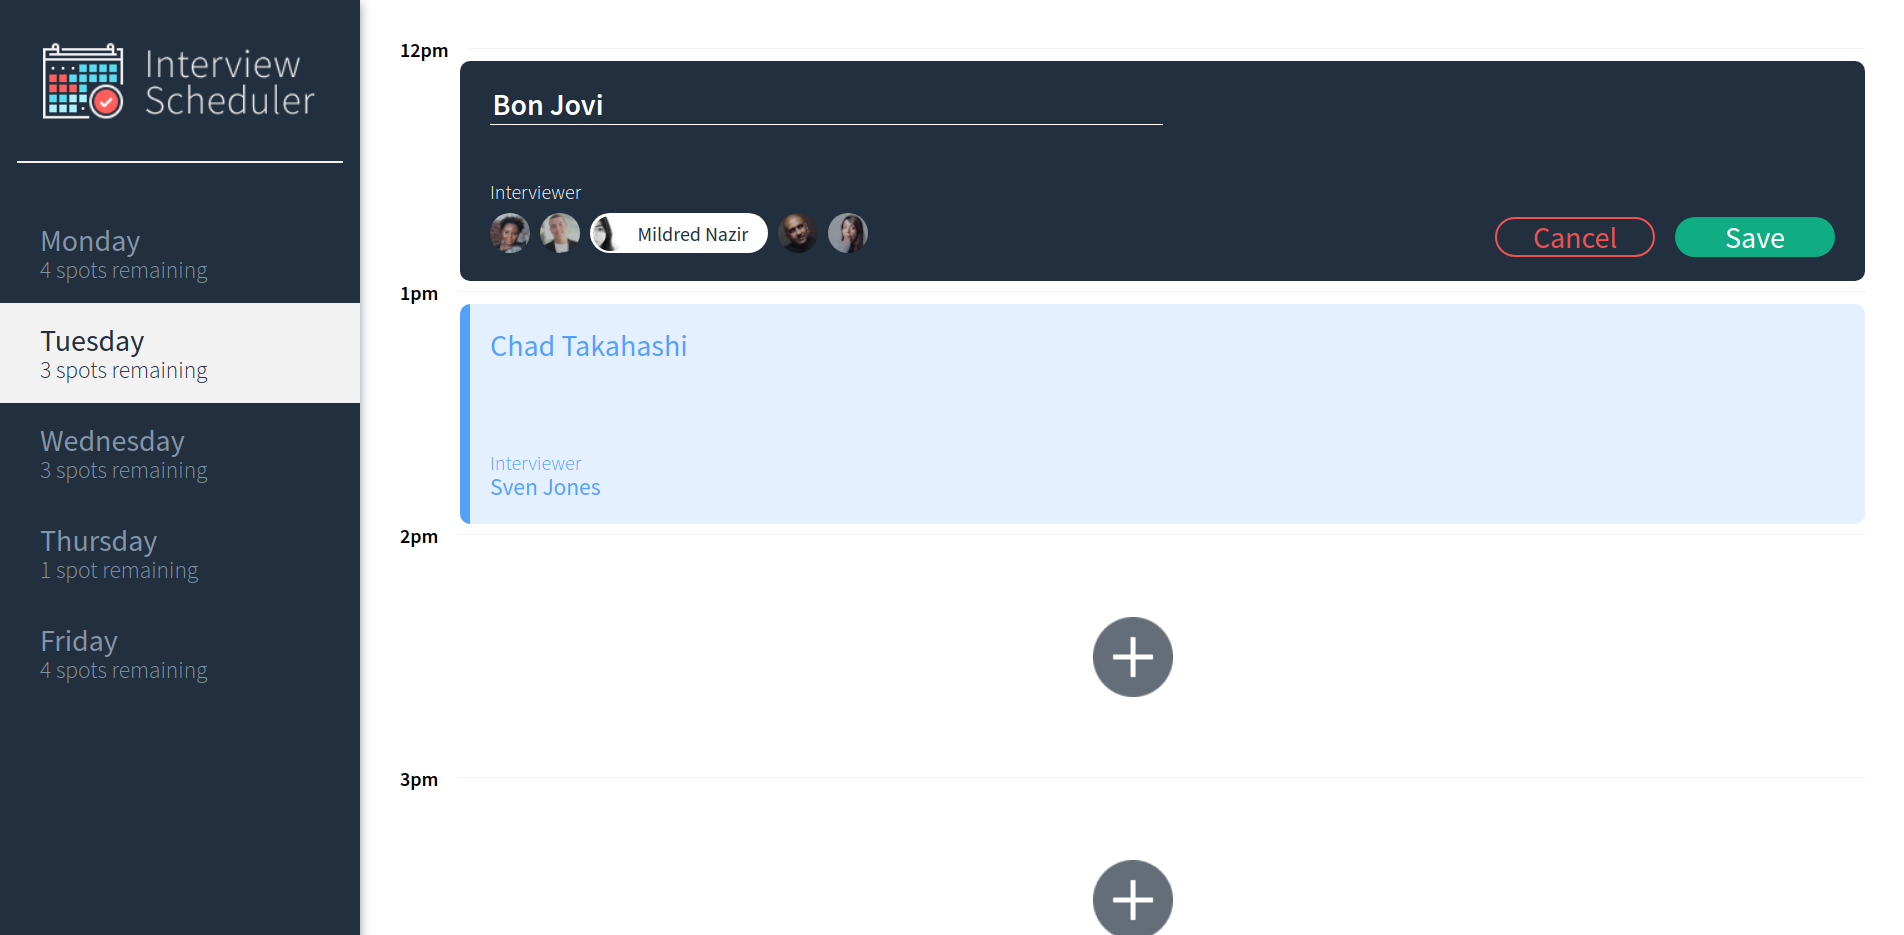 Interview
Scheduler
Monday
4 spots remaining
Tuesday
3 spots remaining
Wednesday
3 spots remaining
Thursday
1 spot remaining
Friday
4 spots remaining
12pm
Bon Jovi
Interviewer
Mildred Nazir
Cancel
Save
1pm
Chad Takahashi
Interviewer
Sven Jones
2pm
3pm